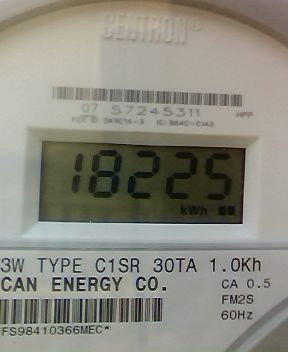 CENTRON®
07 57245311 MPP
18225
kWh
3W TYPE C1SR 30TA 1.0Kh
CAN ENERGY CO.
CA 0.5
FM2S
60Hz
FS98410366MEC*